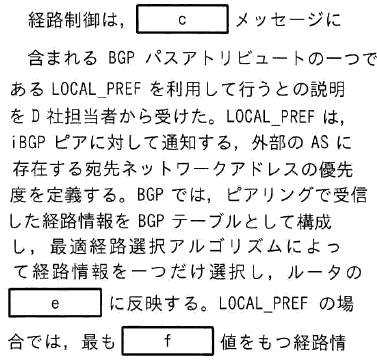 経路制御は， c メッセージに
含まれる BGP パスアトリビュートの一つで
ある LOCAL_PREF を利用して行うとの説明
を D 社担当者から受けた。LOCAL_PREF は，
iBGP ピアに対して通知する，外部の AS に
存在する宛先ネットワークアドレスの優先
度を定義する。BGP では，ピアリングで受信
した経路情報を BGP テーブルとして構成
し，最適経路選択アルゴリズムによっ
て経路情報を一つだけ選択し，ルータの
e に反映する。LOCAL_PREF の場
合では，最も f 値をもつ経路情